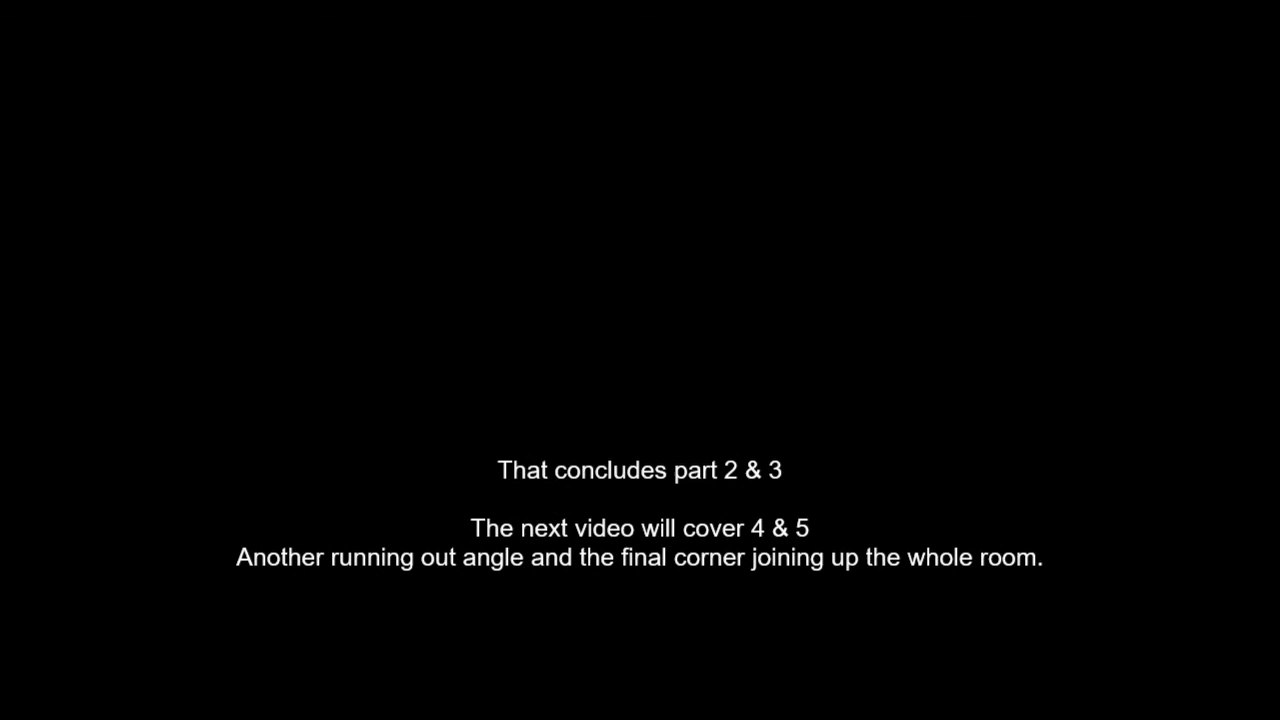 That concludes part 2 & 3
The next video will cover 4 & 5
Another running out angle and the final corner joining up the whole room.